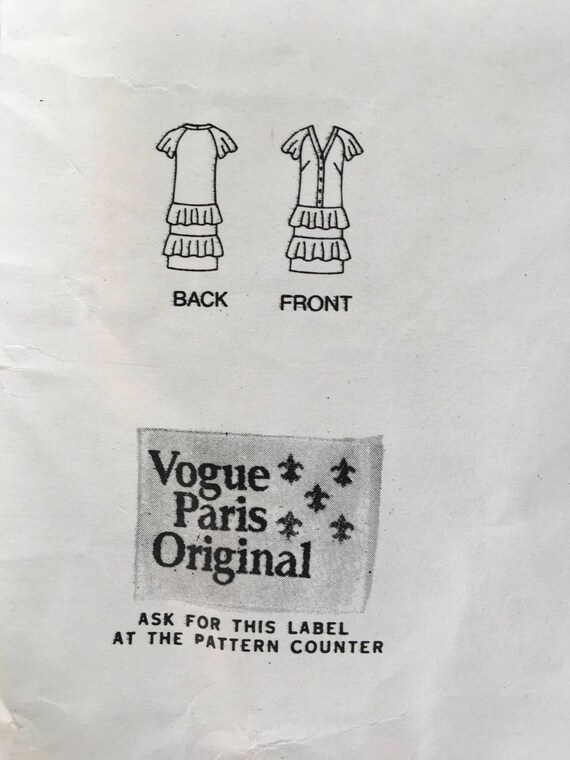 BACK FRONT
Vogue
Paris
Original
ASK FOR THIS LABEL
AT THE PATTERN COUNTER